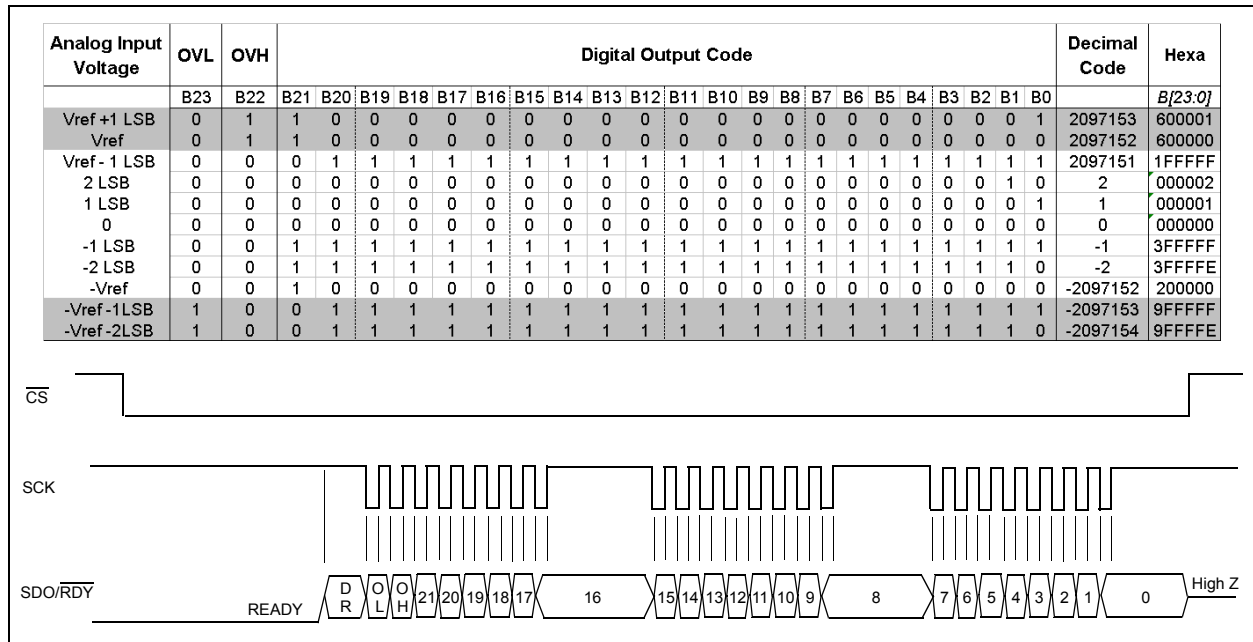 Analog Input Voltage OVL OVH Digital Output Code Decimal Code Hexa
B23 B22 B21 B20 B19 B18 B17 B16 B15 B14 B13 B12 B11 B10 B9 B8 B7 B6 B5 B4 B3 B2 B1 B0 B[23:0]
Vref +1 LSB 0 1 1 0 0 0 0 0 0 0 0 0 0 0 0 0 0 0 0 0 0 0 0 1 2097153 600001
Vref 0 1 1 0 0 0 0 0 0 0 0 0 0 0 0 0 0 0 0 0 0 0 0 0 2097152 600000
Vref - 1 LSB 0 0 0 1 1 1 1 1 1 1 1 1 1 1 1 1 1 1 1 1 1 1 1 1 2097151 1FFFFF
2 LSB 0 0 0 0 0 0 0 0 0 0 0 0 0 0 0 0 0 0 0 0 0 0 1 0 2 000002
1 LSB 0 0 0 0 0 0 0 0 0 0 0 0 0 0 0 0 0 0 0 0 0 0 0 1 1 000001
0 0 0 0 0 0 0 0 0 0 0 0 0 0 0 0 0 0 0 0 0 0 0 0 0 0 000000
-1 LSB 0 0 1 1 1 1 1 1 1 1 1 1 1 1 1 1 1 1 1 1 1 1 1 1 -1 3FFFFF
-2 LSB 0 0 1 1 1 1 1 1 1 1 1 1 1 1 1 1 1 1 1 1 1 1 1 0 -2 3FFFFE
-Vref 0 0 1 0 0 0 0 0 0 0 0 0 0 0 0 0 0 0 0 0 0 0 0 0 -2097152 200000
-Vref -1LSB 1 0 0 1 1 1 1 1 1 1 1 1 1 1 1 1 1 1 1 1 1 1 1 1 -2097153 9FFFFF
-Vref -2LSB 1 0 0 1 1 1 1 1 1 1 1 1 1 1 1 1 1 1 1 1 1 1 1 0 -2097154 9FFFFE
CS
SCK
SDO/RDY READY DR OL OH 21 20 19 18 17 16 15 14 13 12 11 10 9 8 7 6 5 4 3 2 1 0 High Z